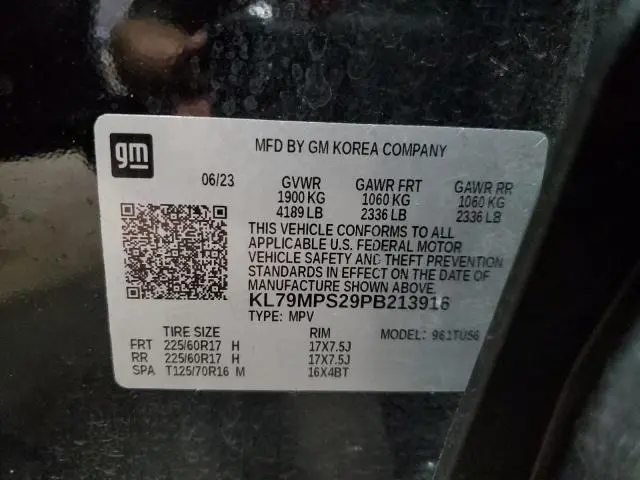 gm
MFD BY GM KOREA COMPANY
06/23 GVWR GAWR FRT GAWR RR
1900 KG 1060 KG 1060 KG
4189 LB 2336 LB 2336 LB
THIS VEHICLE CONFORMS TO ALL
APPLICABLE U.S. FEDERAL MOTOR
VEHICLE SAFETY AND THEFT PREVENTION
STANDARDS IN EFFECT ON THE DATE OF
MANUFACTURE SHOWN ABOVE.
KL79MPS29PB213916
TYPE: MPV
TIRE SIZE RIM MODEL: 961TUS6
FRT 225/60R17 H 17X7.5J
RR 225/60R17 H 17X7.5J
SPA T125/70R16 M 16X4BT